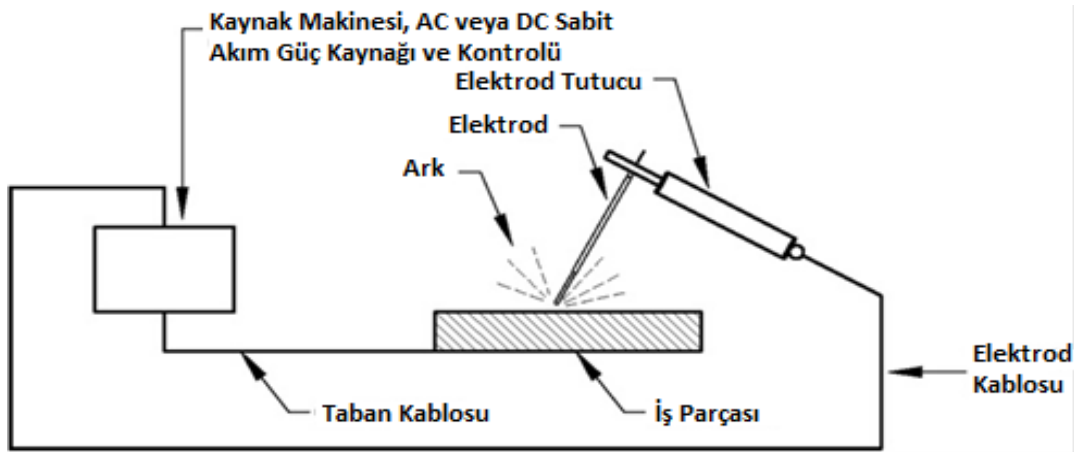 Kaynak Makinesi, AC veya DC Sabit
Akım Güç Kaynağı ve Kontrolü
Elektrod Tutucu
Elektrod
Ark
Elektrod
Kablosu
Taban Kablosu
İş Parçası